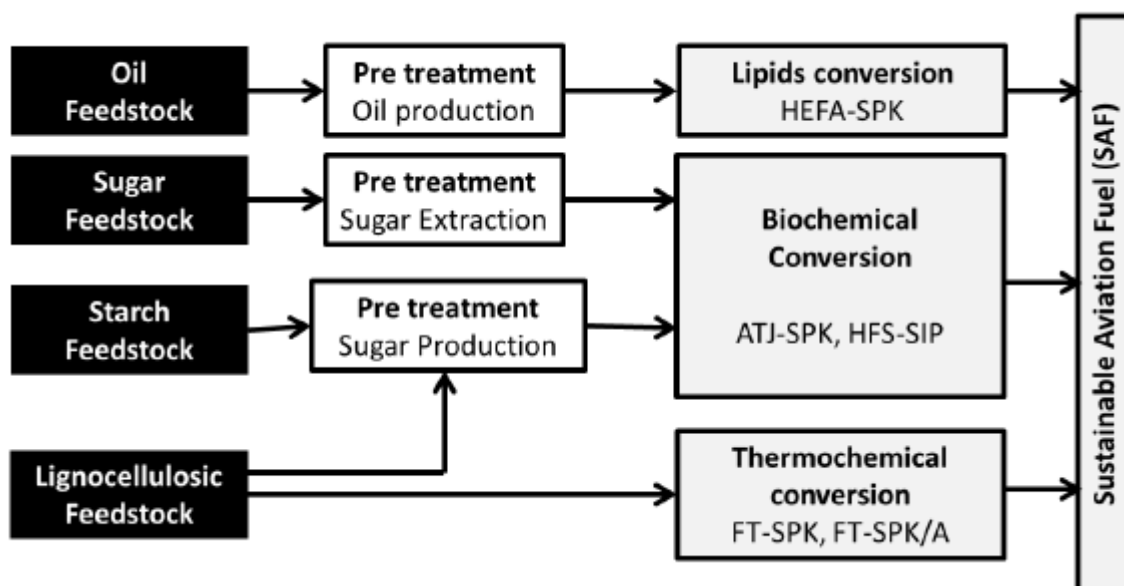 Oil
Feedstock
Pre treatment
Oil production
Lipids conversion
HEFA-SPK
Sugar
Feedstock
Pre treatment
Sugar Extraction
Biochemical
Conversion
ATJ-SPK, HFS-SIP
Starch
Feedstock
Pre treatment
Sugar Production
Lignocellulosic
Feedstock
Thermochemical
conversion
FT-SPK, FT-SPK/A
Sustainable Aviation Fuel (SAF)